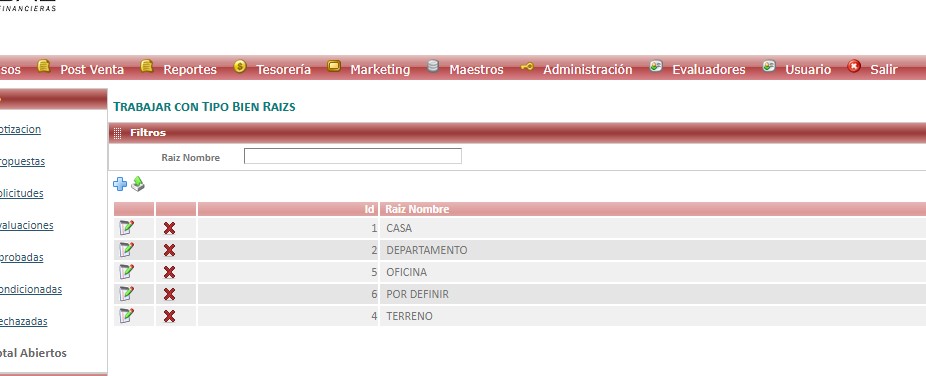 FINANCIERAS
Post Venta Reportes Tesorería Marketing Maestros Administración Evaluadores Usuario Salir
TRABAJAR CON TIPO BIEN RAIZS
Filtros
Raiz Nombre
Id Raiz Nombre
1 CASA
2 DEPARTAMENTO
5 OFICINA
6 POR DEFINIR
4 TERRENO
otizacion
ropuestas
olicitudes
valuaciones
probadas
ondicionadas
echazadas
otal Abiertos